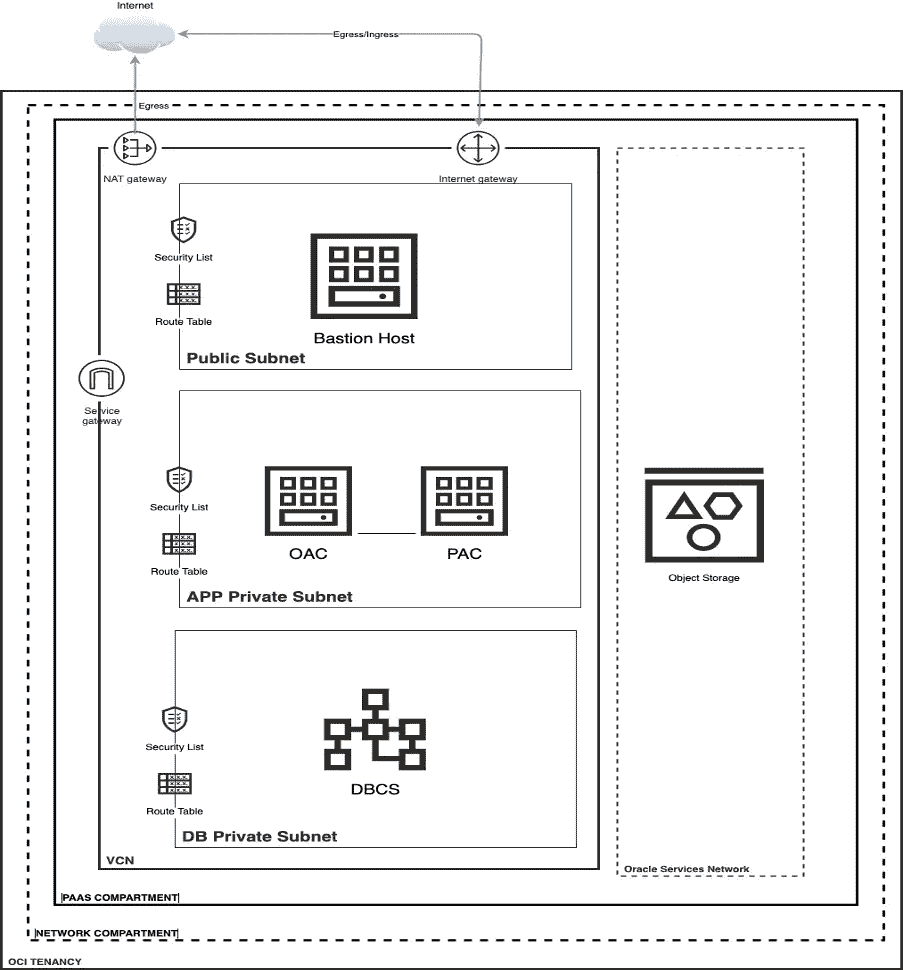 Internet
Egress/Ingress
Egress
NAT gateway
Internet gateway
Security List
Route Table
Bastion Host
Public Subnet
Service
gateway
Security List
Route Table
OAC
PAC
APP Private Subnet
Object Storage
Security List
Route Table
DBCS
DB Private Subnet
VCN
Oracle Services Network
PAAS COMPARTMENT
NETWORK COMPARTMENT
OCI TENANCY